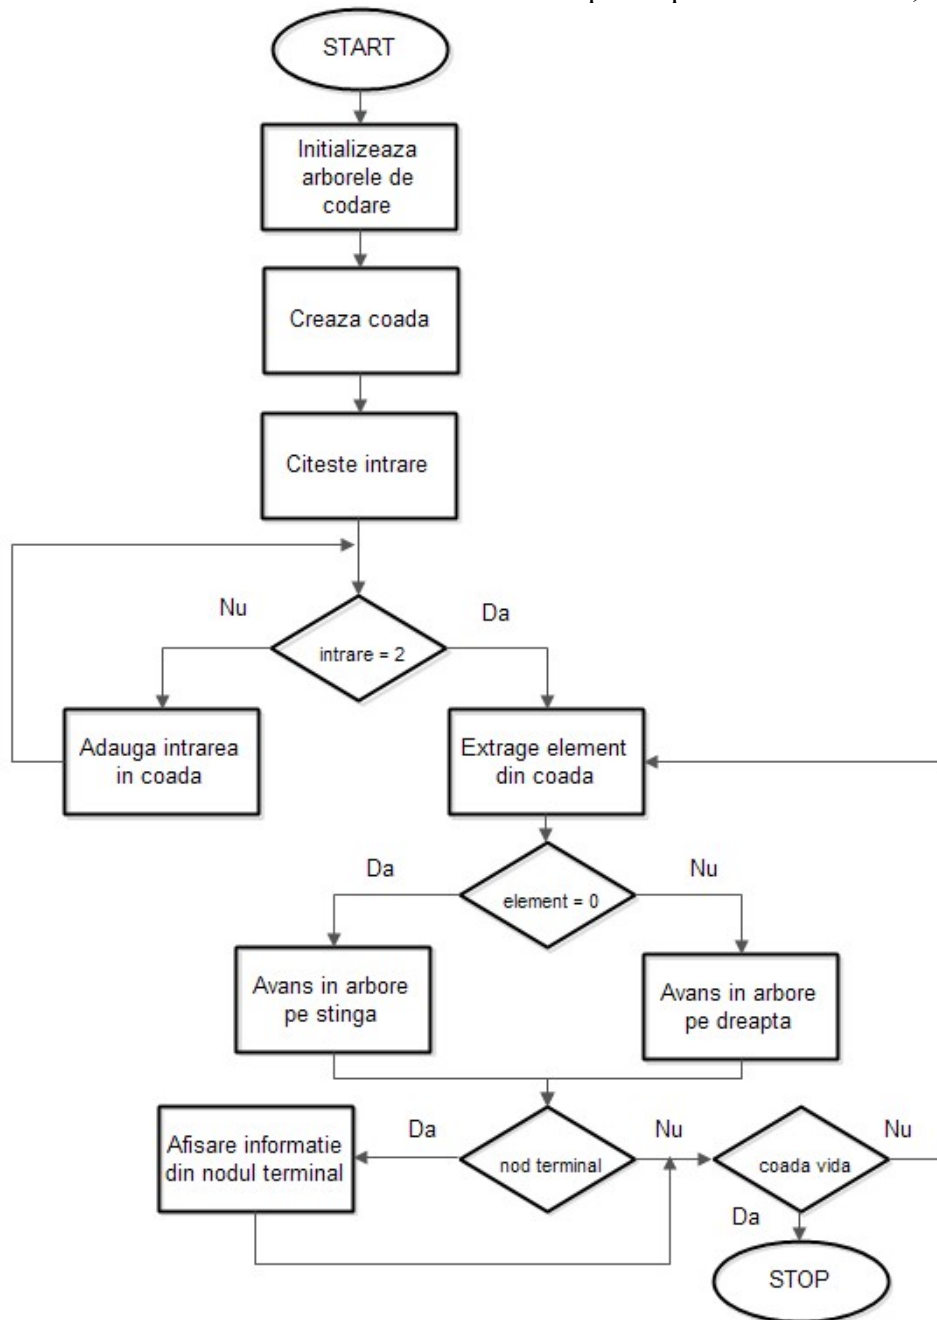 START
Initializeaza
arborele de
codare
Creaza coada
Citeste intrare
Nu
Da
intrare = 2
Adauga intrarea
in coada
Extrage element
din coada
Da
Nu
element = 0
Avans in arbore
pe stinga
Avans in arbore
pe dreapta
Afisare informatie
din nodul terminal
Da
nod terminal
Nu
coada vida
Nu
Da
STOP